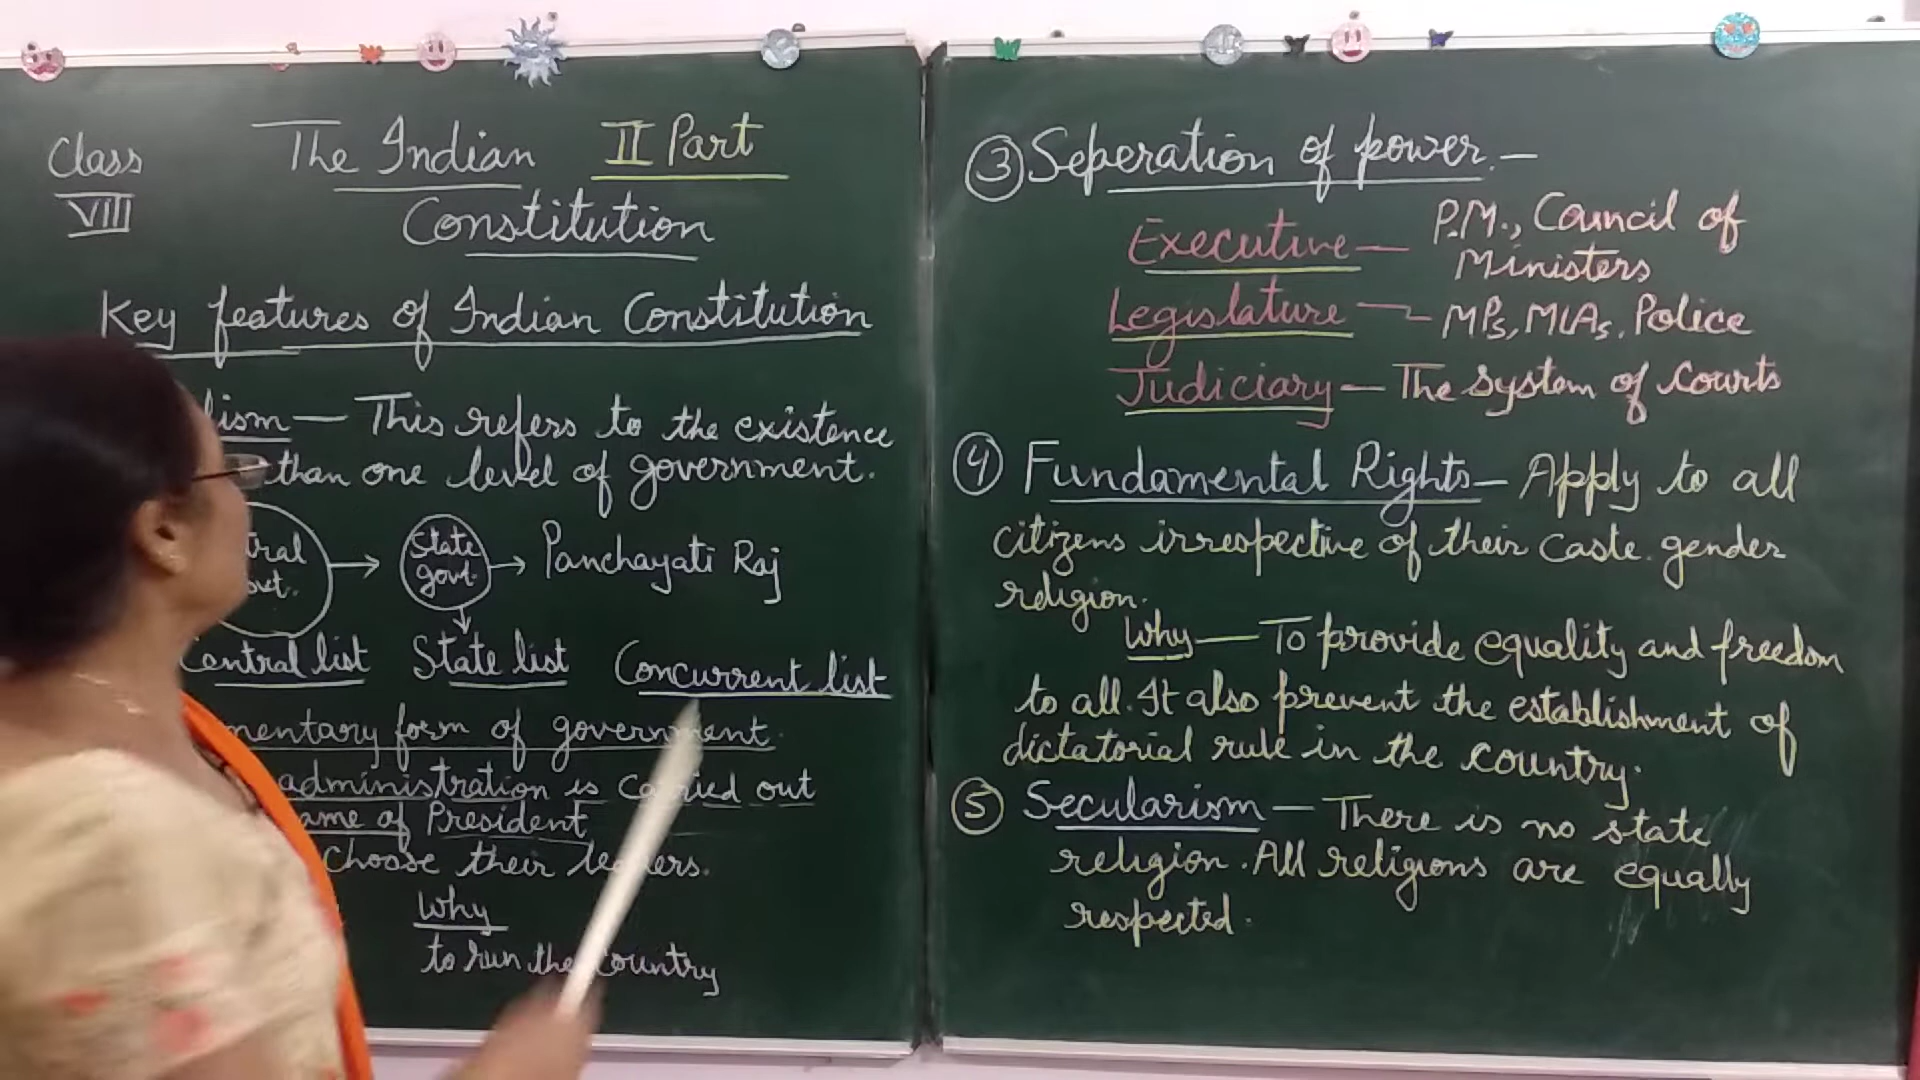 Class
VIII
The Indian II Part
Constitution
Key features of Indian Constitution
lism — This refers to the existence
than one level of government.
tral
ovt.
State
govt.
Panchayati Raj
Central list State list Concurrent list
mentary form of government.
administration is carried out
ame of President
choose their leaders.
Why
to run the country
③ Seperation of power. —
Executive — P.M., Council of
Ministers
Legislature — MPs, MLAs, Police
Judiciary — The system of courts
④ Fundamental Rights — Apply to all
citizens irrespective of their caste. gender
religion.
Why — To provide equality and freedom
to all. It also prevent the establishment of
dictatorial rule in the country.
⑤ Secularism — There is no state
religion. All religions are equally
respected.